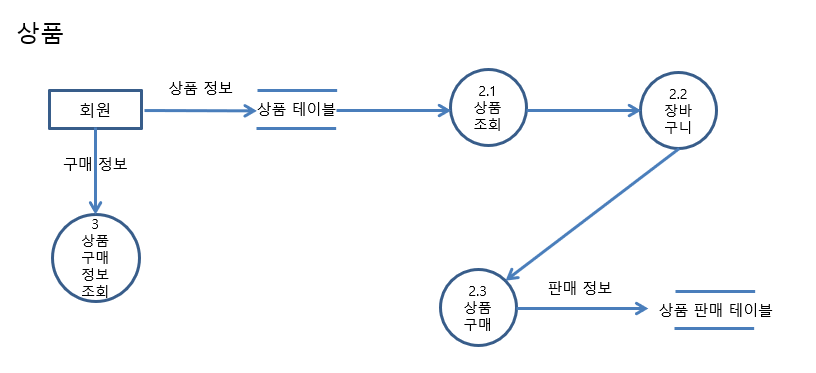 상품
상품 정보
회원
상품 테이블
2.1
상품
조회
2.2
장바
구니
구매 정보
3
상품
구매
정보
조회
2.3
상품
구매
판매 정보
상품 판매 테이블